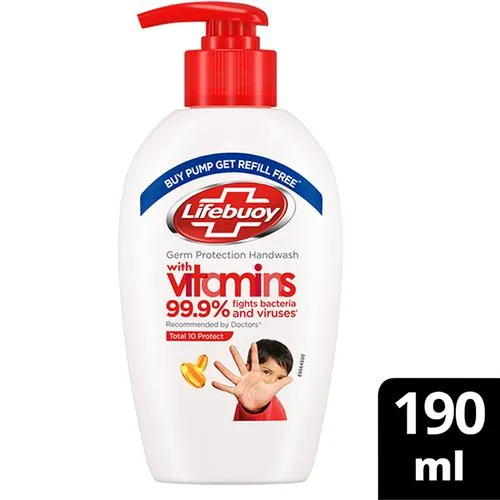 BUY PUMP GET REFILL FREE*
Lifebuoy
Germ Protection Handwash
with
vitamins
99.9% fights bacteria
and viruses*
Recommended by Doctors^
Total 10 Protect
69564500
190
ml